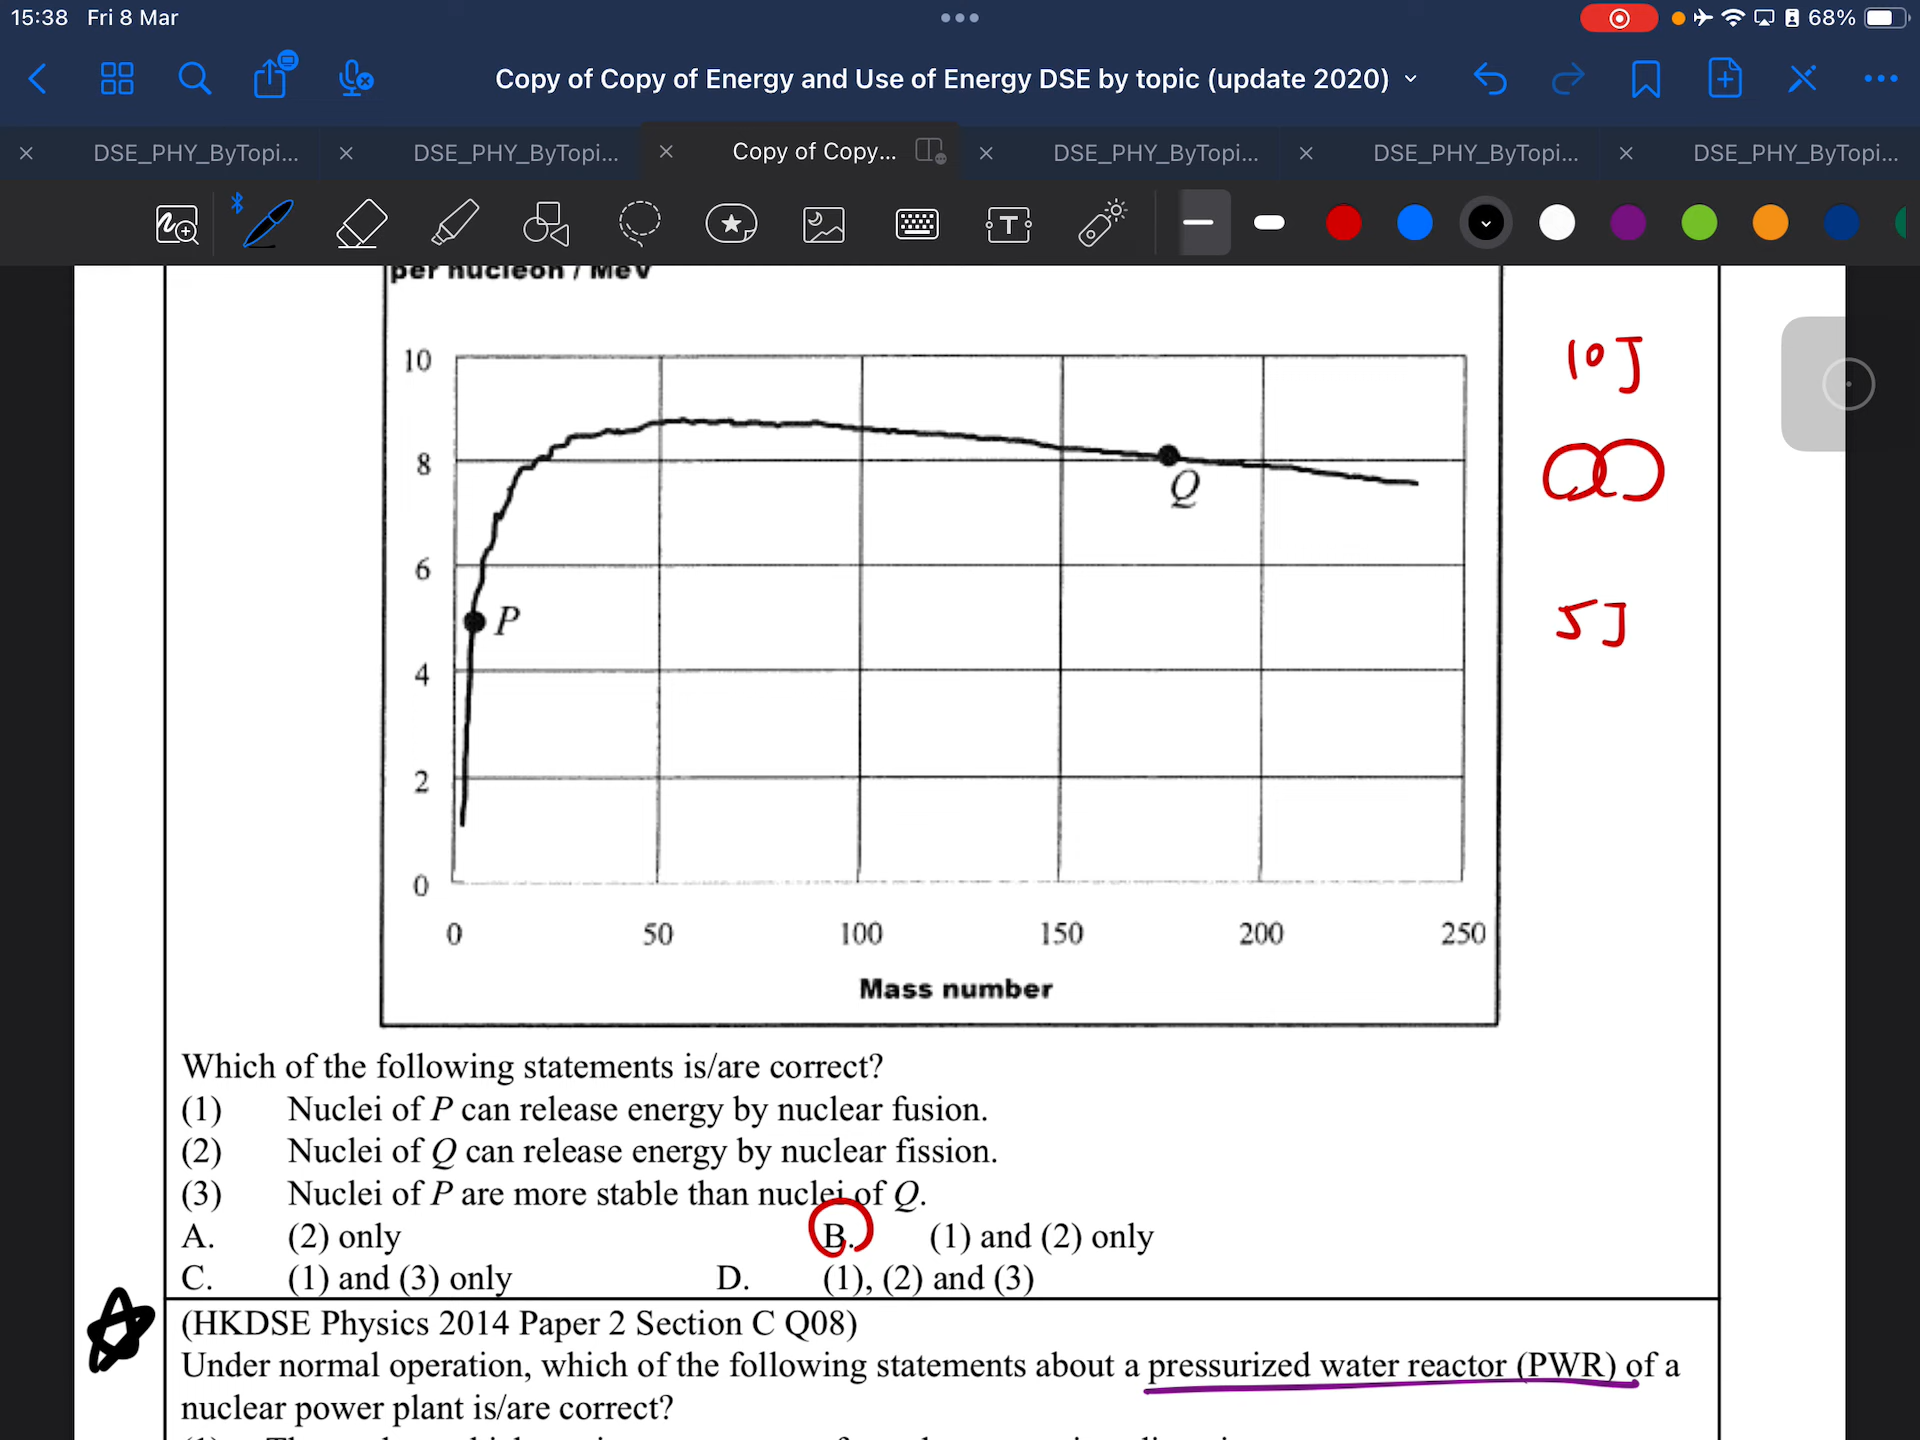 15:38 Fri 8 Mar
68%
Copy of Copy of Energy and Use of Energy DSE by topic (update 2020)
DSE_PHY_ByTopi...
DSE_PHY_ByTopi...
Copy of Copy...
DSE_PHY_ByTopi...
DSE_PHY_ByTopi...
DSE_PHY_ByTopi...
T
per nucleon / MeV
10
8
6
4
2
0
P
Q
10J
5J
0 50 100 150 200 250
Mass number
Which of the following statements is/are correct?
(1) Nuclei of P can release energy by nuclear fusion.
(2) Nuclei of Q can release energy by nuclear fission.
(3) Nuclei of P are more stable than nuclei of Q.
A. (2) only B. (1) and (2) only
C. (1) and (3) only D. (1), (2) and (3)
(HKDSE Physics 2014 Paper 2 Section C Q08)
Under normal operation, which of the following statements about a pressurized water reactor (PWR) of a
nuclear power plant is/are correct?